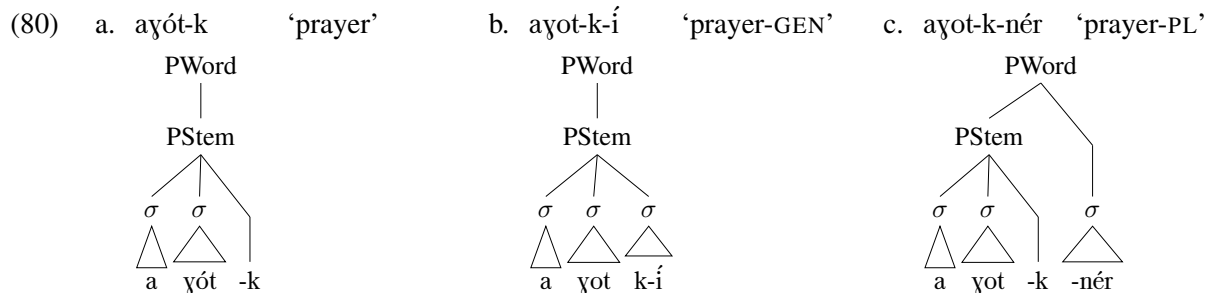 (80) a. aɣót-k ‘prayer’ b. aɣot-k-í ‘prayer-GEN’ c. aɣot-k-nér ‘prayer-PL’
PWord PWord PWord
PStem PStem PStem
σ σ σ σ σ σ σ σ
a ɣót -k a ɣot k-í a ɣot -k -nér